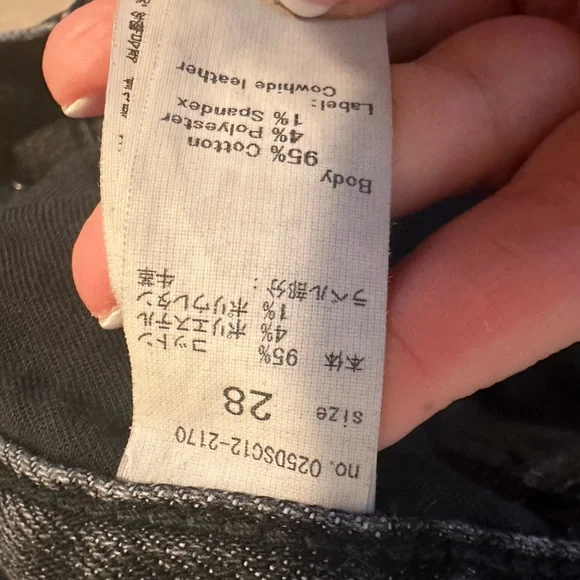 no. 025DSC12-2170
size 28
本体 95% コットン
4% ポリエステル
1% ポリウレタン
ラベル部分: 牛革
Body
95% Cotton
4% Polyester
1% Spandex
Label:
Cowhide leather